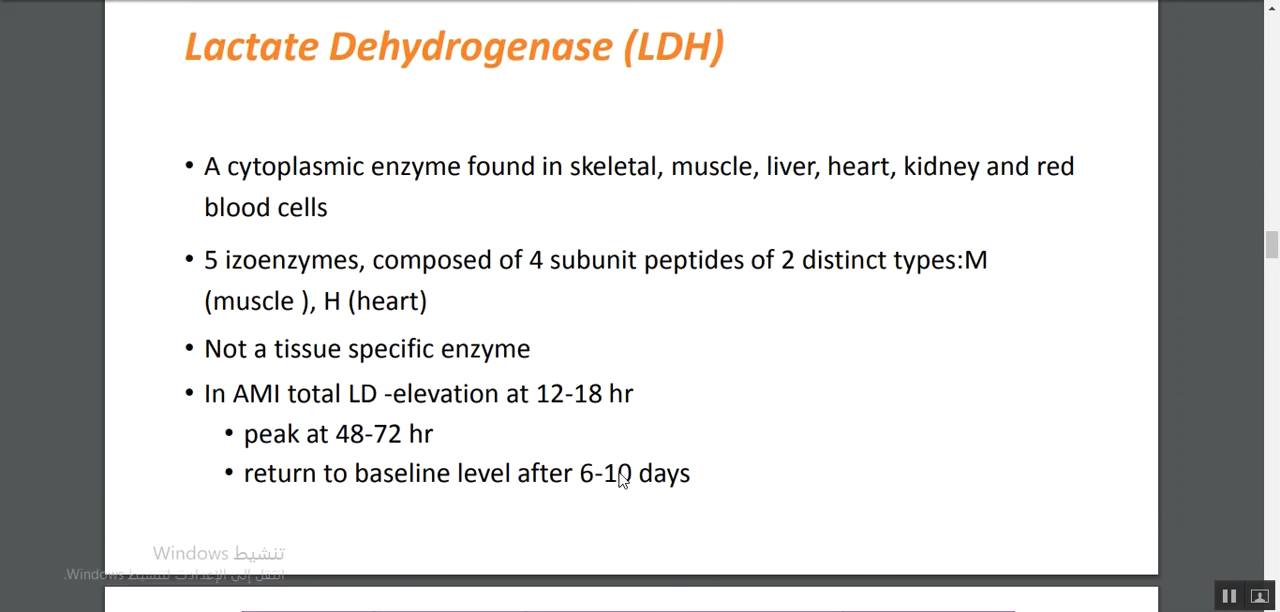 Lactate Dehydrogenase (LDH)
• A cytoplasmic enzyme found in skeletal, muscle, liver, heart, kidney and red
blood cells
• 5 izoenzymes, composed of 4 subunit peptides of 2 distinct types:M
(muscle ), H (heart)
• Not a tissue specific enzyme
• In AMI total LD -elevation at 12-18 hr
• peak at 48-72 hr
• return to baseline level after 6-10 days
تنشيط Windows
انتقل إلى الإعدادات لتنشيط Windows.